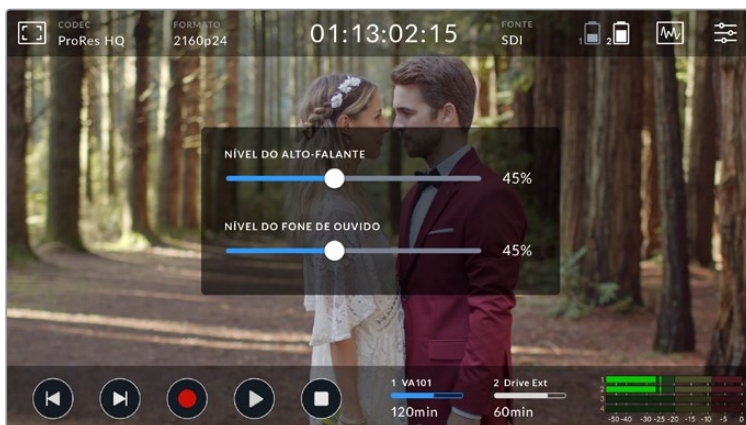 CODEC
ProRes HQ
FORMATO
2160p24
01:13:02:15
FONTE
SDI
1
2
NÍVEL DO ALTO-FALANTE
45%
NÍVEL DO FONE DE OUVIDO
45%
1 VA101
120min
2 Drive Ext
60min
-50 -40 -30 -25 -20 -15 -10 -5 0